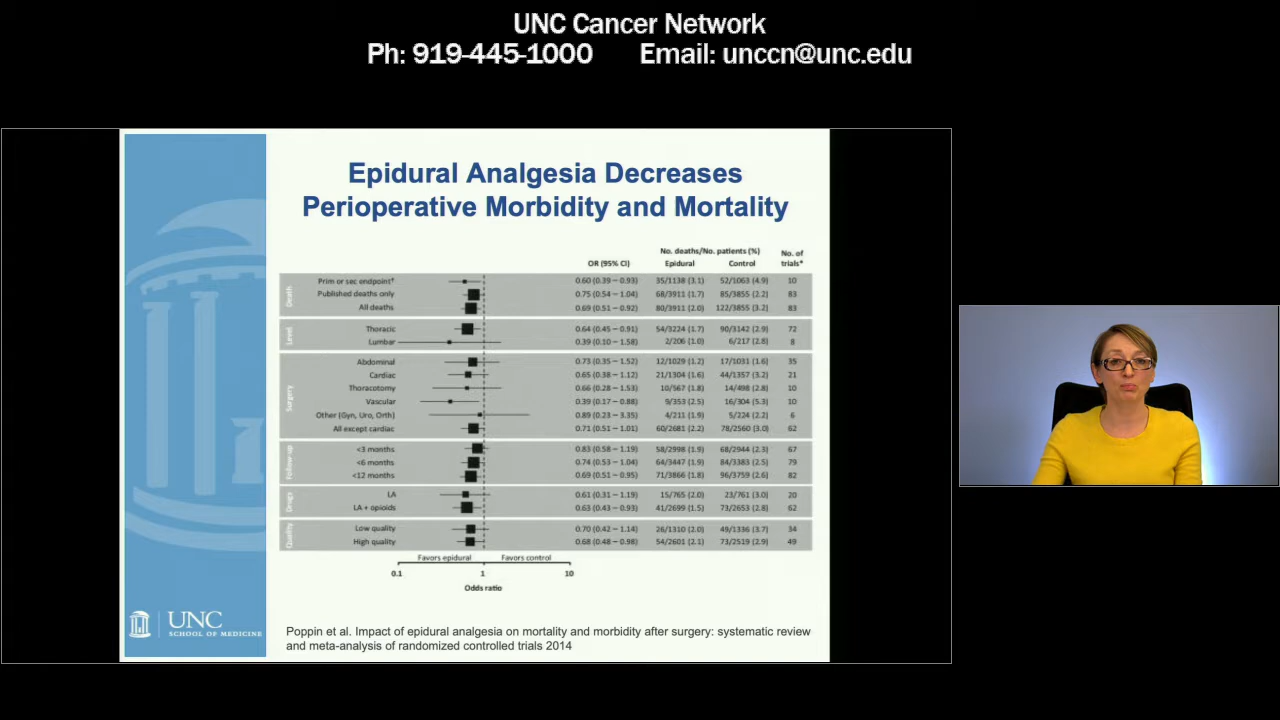 UNC Cancer Network
Ph: 919-445-1000 Email: unccn@unc.edu
Epidural Analgesia Decreases
Perioperative Morbidity and Mortality
No. deaths/No. patients (%) No. of
OR (95% CI) Epidural Control trials*
Death
Prim or sec endpoint† 0.60 (0.39 – 0.93) 35/1138 (3.1) 52/1063 (4.9) 10
Published deaths only 0.75 (0.54 – 1.04) 68/3911 (1.7) 85/3855 (2.2) 83
All deaths 0.69 (0.51 – 0.92) 80/3911 (2.0) 122/3855 (3.2) 83
Level
Thoracic 0.64 (0.45 – 0.91) 54/3224 (1.7) 90/3142 (2.9) 72
Lumbar 0.39 (0.10 – 1.58) 2/206 (1.0) 6/217 (2.8) 8
Surgery
Abdominal 0.73 (0.35 – 1.52) 12/1029 (1.2) 17/1031 (1.6) 35
Cardiac 0.65 (0.38 – 1.12) 21/1304 (1.6) 44/1357 (3.2) 21
Thoracotomy 0.66 (0.28 – 1.53) 10/567 (1.8) 14/498 (2.8) 10
Vascular 0.39 (0.17 – 0.88) 9/353 (2.5) 16/304 (5.3) 10
Other (Gyn, Uro, Orth) 0.89 (0.23 – 3.35) 4/211 (1.9) 5/224 (2.2) 6
All except cardiac 0.71 (0.51 – 1.01) 60/2681 (2.2) 78/2560 (3.0) 62
Follow-up
<3 months 0.83 (0.58 – 1.19) 58/2998 (1.9) 68/2944 (2.3) 67
<6 months 0.74 (0.53 – 1.04) 64/3447 (1.9) 84/3383 (2.5) 79
<12 months 0.69 (0.51 – 0.95) 71/3766 (1.8) 96/3759 (2.6) 82
Drugs
LA 0.61 (0.31 – 1.19) 15/765 (2.0) 23/761 (3.0) 20
LA + opioids 0.63 (0.43 – 0.93) 41/2699 (1.5) 73/2653 (2.8) 62
Quality
Low quality 0.70 (0.42 – 1.14) 26/1310 (2.0) 49/1336 (3.7) 34
High quality 0.68 (0.48 – 0.98) 54/2601 (2.1) 73/2519 (2.9) 49
Favors epidural Favors control
0.1 1 10
Odds ratio
UNC
SCHOOL OF MEDICINE
Poppin et al. Impact of epidural analgesia on mortality and morbidity after surgery: systematic review
and meta-analysis of randomized controlled trials 2014